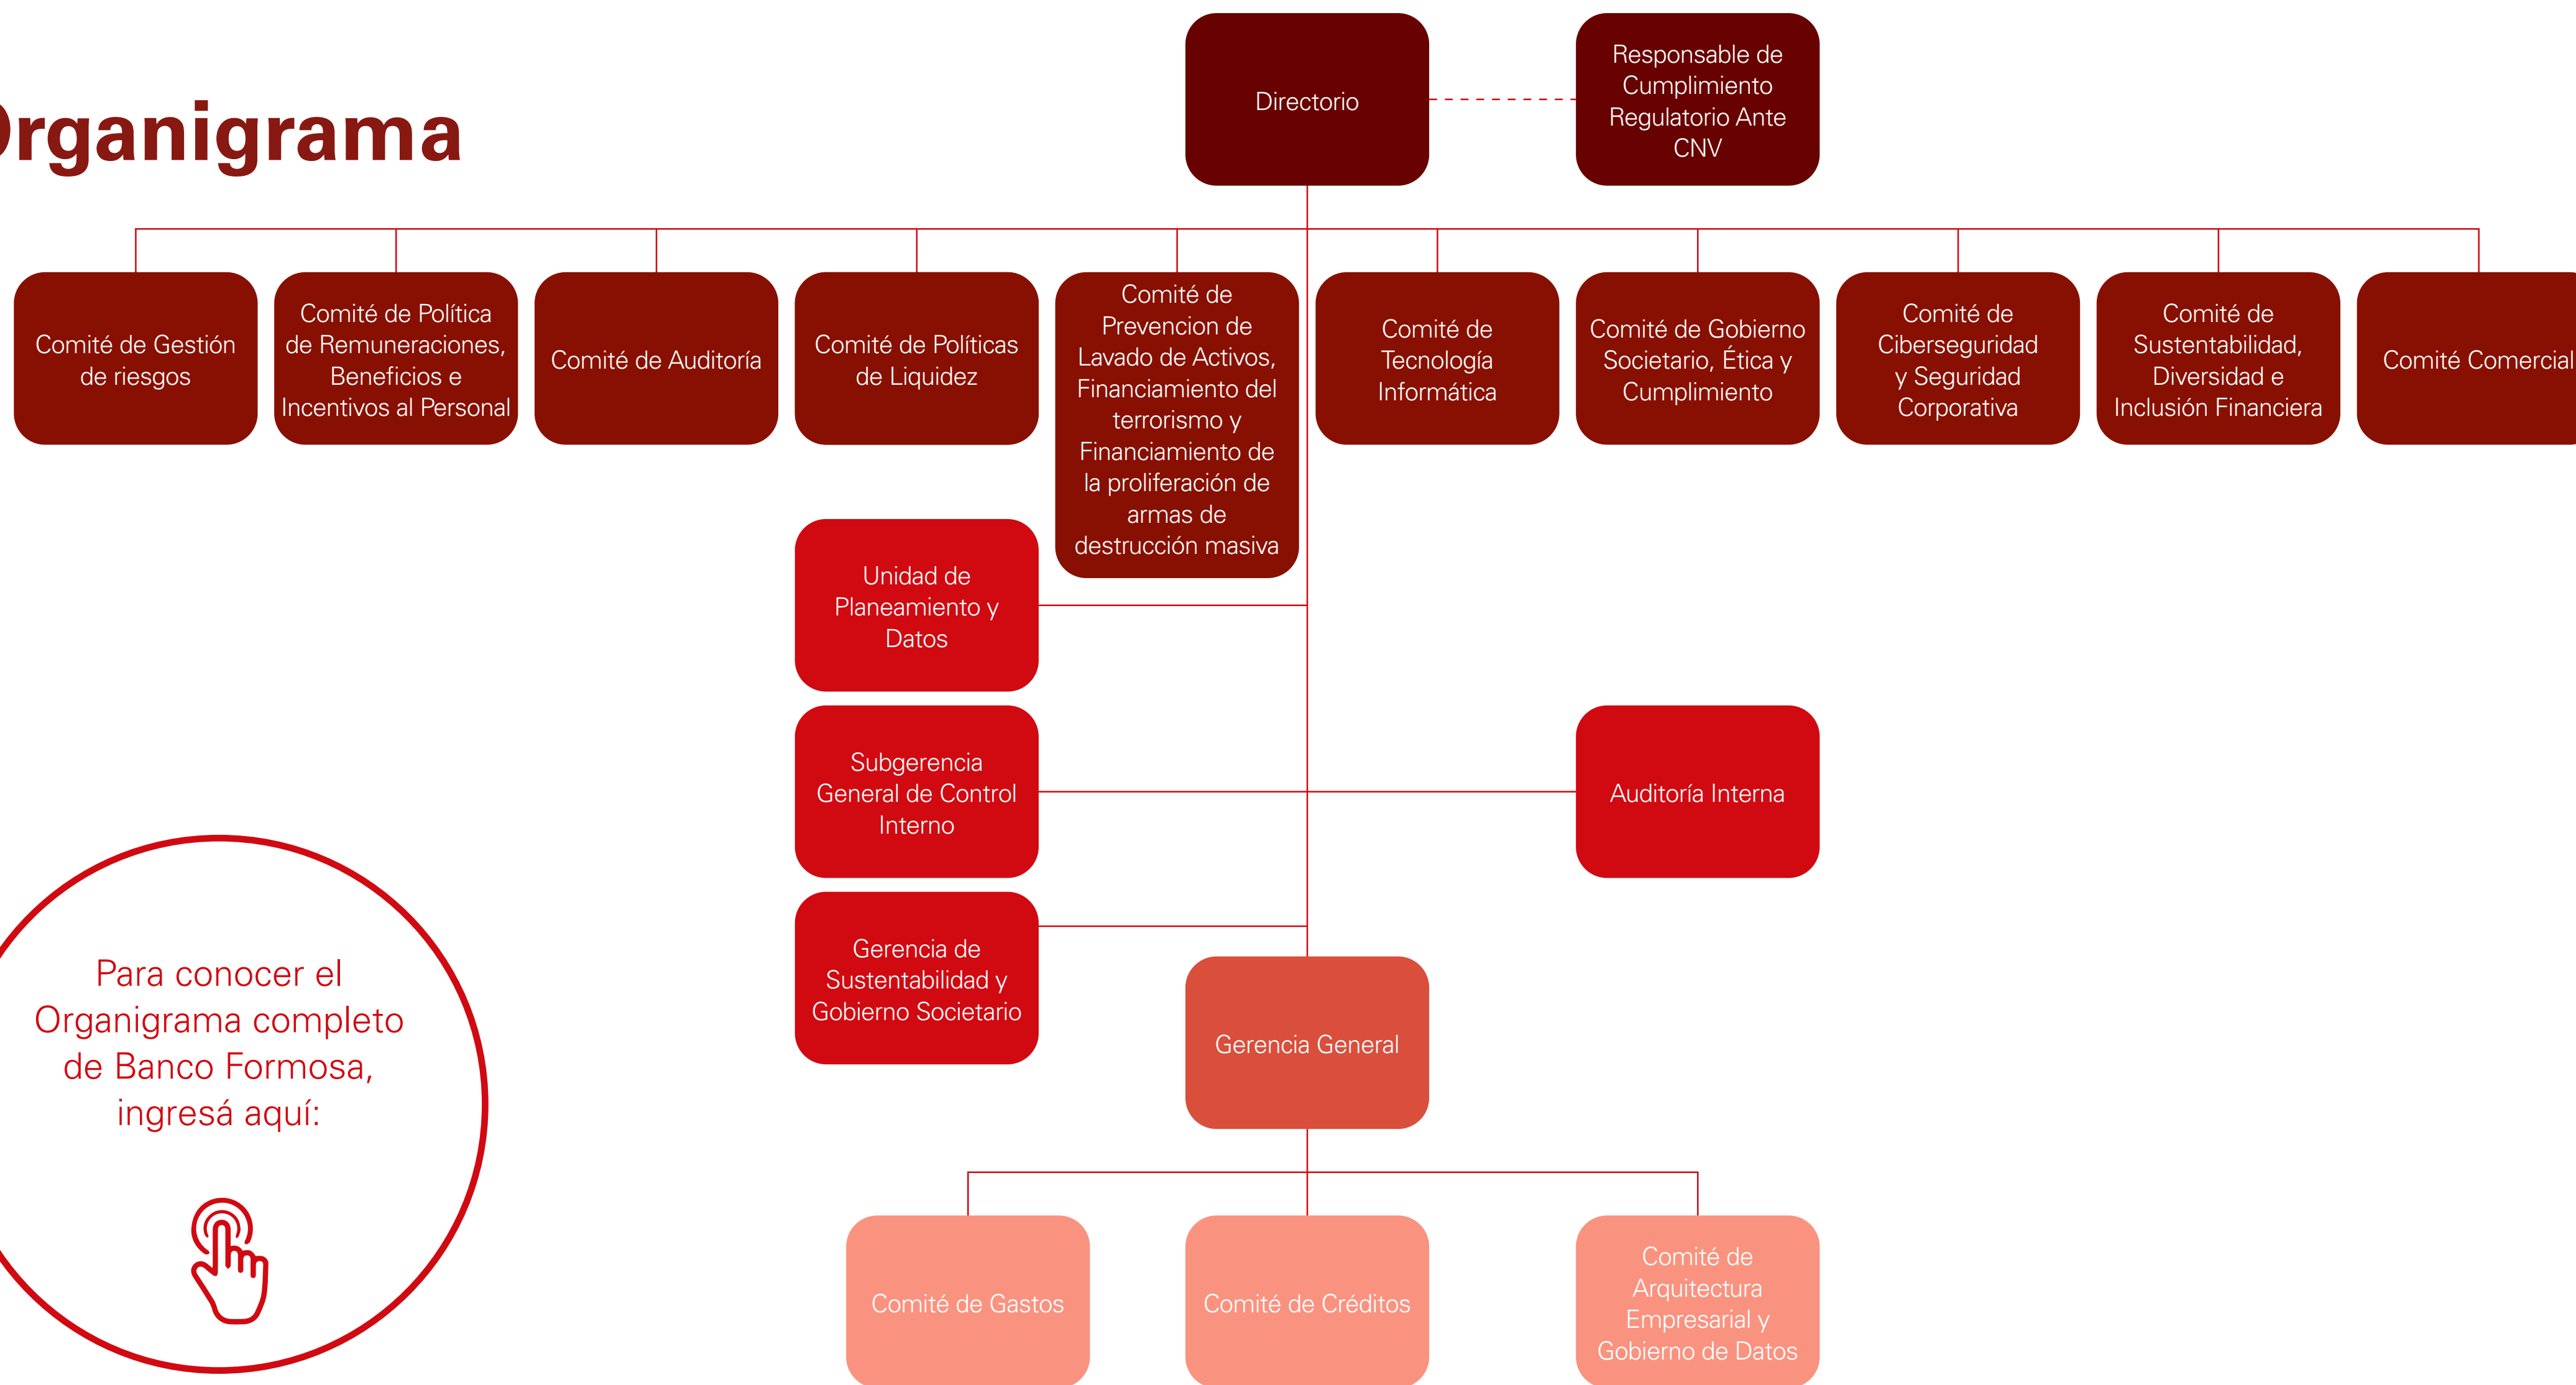 Organigrama
Directorio
Responsable de
Cumplimiento
Regulatorio Ante
CNV
Comité de Gestión
de riesgos
Comité de Política
de Remuneraciones,
Beneficios e
Incentivos al Personal
Comité de Auditoría
Comité de Políticas
de Liquidez
Comité de
Prevencion de
Lavado de Activos,
Financiamiento del
terrorismo y
Financiamiento de
la proliferación de
armas de
destrucción masiva
Comité de
Tecnología
Informática
Comité de Gobierno
Societario, Ética y
Cumplimiento
Comité de
Ciberseguridad
y Seguridad
Corporativa
Comité de
Sustentabilidad,
Diversidad e
Inclusión Financiera
Comité Comercial
Unidad de
Planeamiento y
Datos
Subgerencia
General de Control
Interno
Auditoría Interna
Gerencia de
Sustentabilidad y
Gobierno Societario
Gerencia General
Para conocer el
Organigrama completo
de Banco Formosa,
ingresá aquí:
Comité de Gastos
Comité de Créditos
Comité de
Arquitectura
Empresarial y
Gobierno de Datos